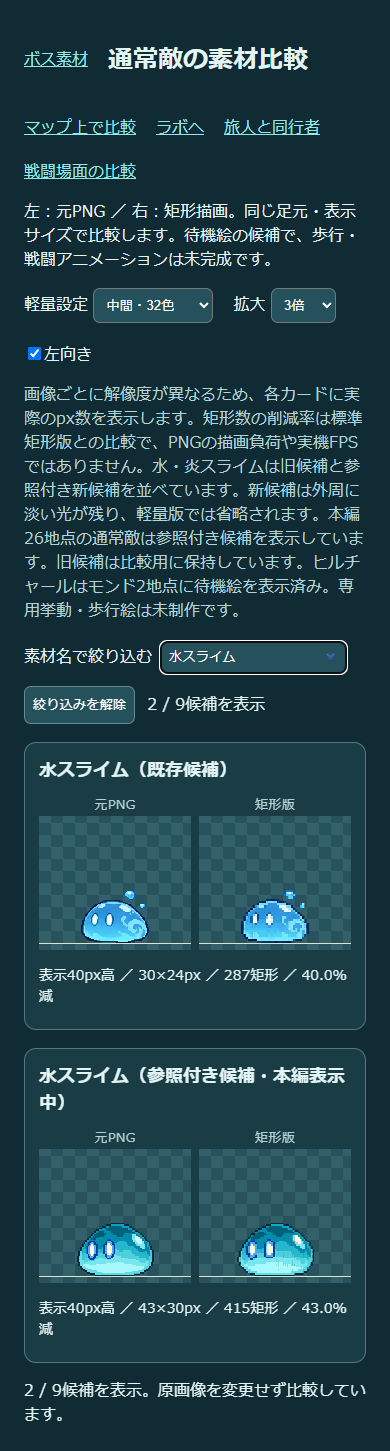 ボス素材 通常敵の素材比較
マップ上で比較 ラボへ 旅人と同行者
戦闘場面の比較
左：元PNG ／ 右：矩形描画。同じ足元・表示
サイズで比較します。待機絵の候補で、歩行・
戦闘アニメーションは未完成です。
軽量設定 中間・32色 拡大 3倍
左向き
画像ごとに解像度が異なるため、各カードに実
際のpx数を表示します。矩形数の削減率は標準
矩形版との比較で、PNGの描画負荷や実機FPS
ではありません。水・炎スライムは旧候補と参
照付き新候補を並べています。新候補は外周に
淡い光が残り、軽量版では省略されます。本編
26地点の通常敵は参照付き候補を表示していま
す。旧候補は比較用に保持しています。ヒルチ
ャールはモンド2地点に待機絵を表示済み。専
用挙動・歩行絵は未制作です。
素材名で絞り込む 水スライム
絞り込みを解除 2 / 9候補を表示
水スライム（既存候補）
元PNG 矩形版
表示40px高 ／ 30×24px ／ 287矩形 ／ 40.0%
減
水スライム（参照付き候補・本編表示
中）
元PNG 矩形版
表示40px高 ／ 43×30px ／ 415矩形 ／ 43.0%
減
2 / 9候補を表示。原画像を変更せず比較してい
ます。